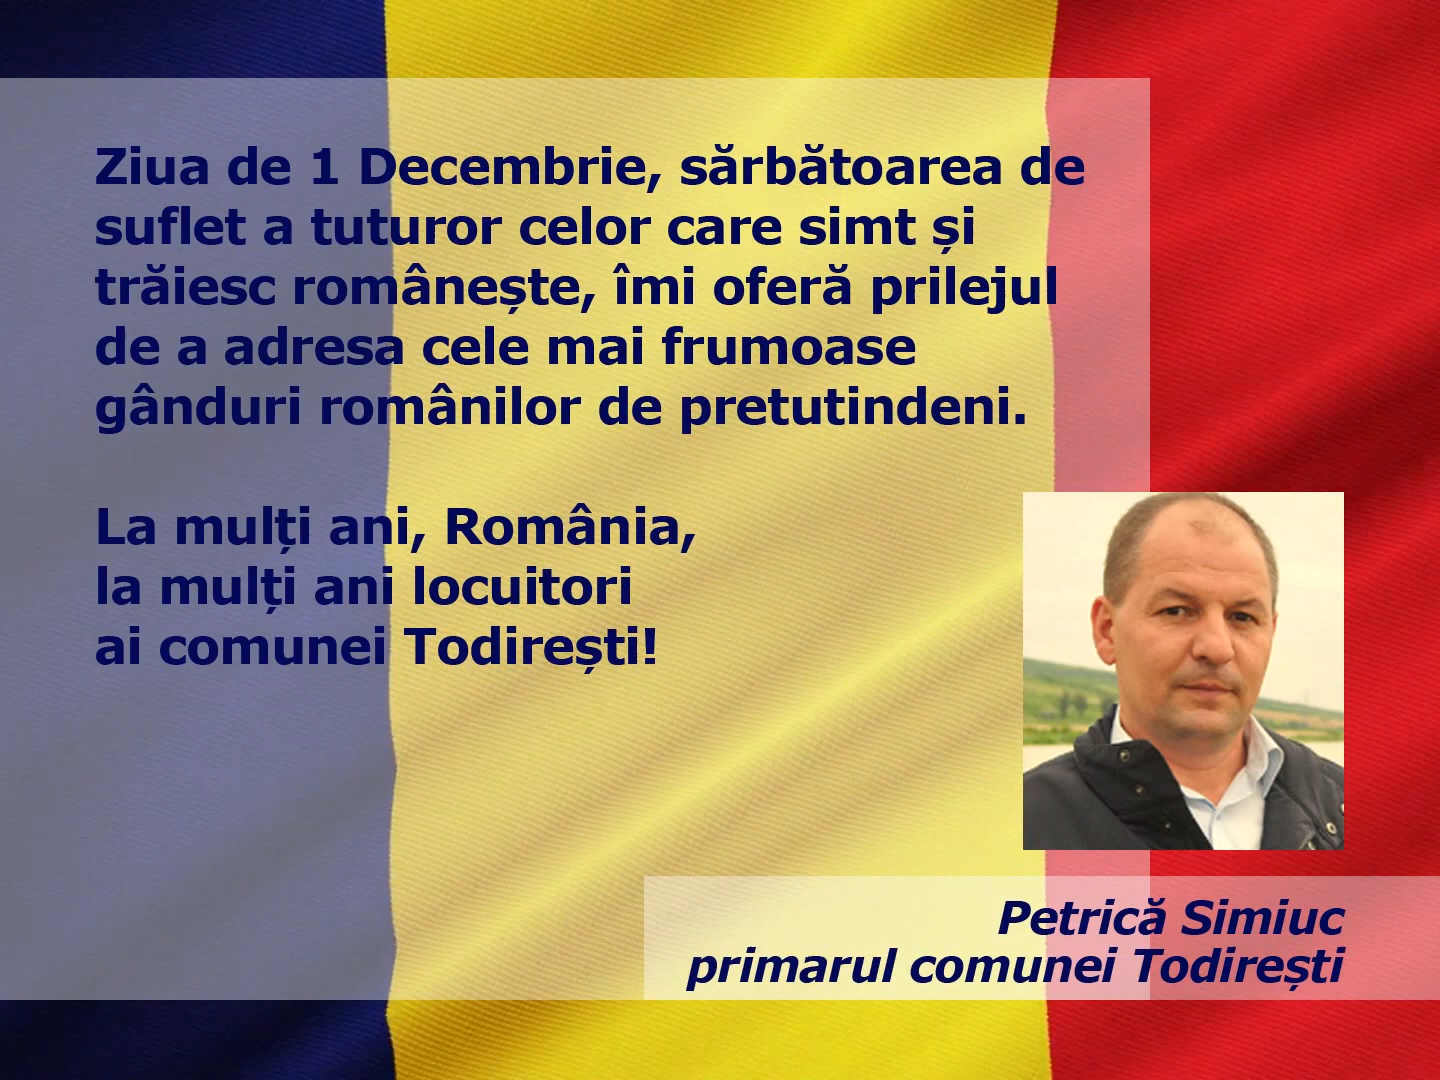 Ziua de 1 Decembrie, sărbătoarea de
suflet a tuturor celor care simt și
trăiesc românește, îmi oferă prilejul
de a adresa cele mai frumoase
gânduri românilor de pretutindeni.
La mulți ani, România,
la mulți ani locuitori
ai comunei Todirești!
Petrică Simiuc
primarul comunei Todirești